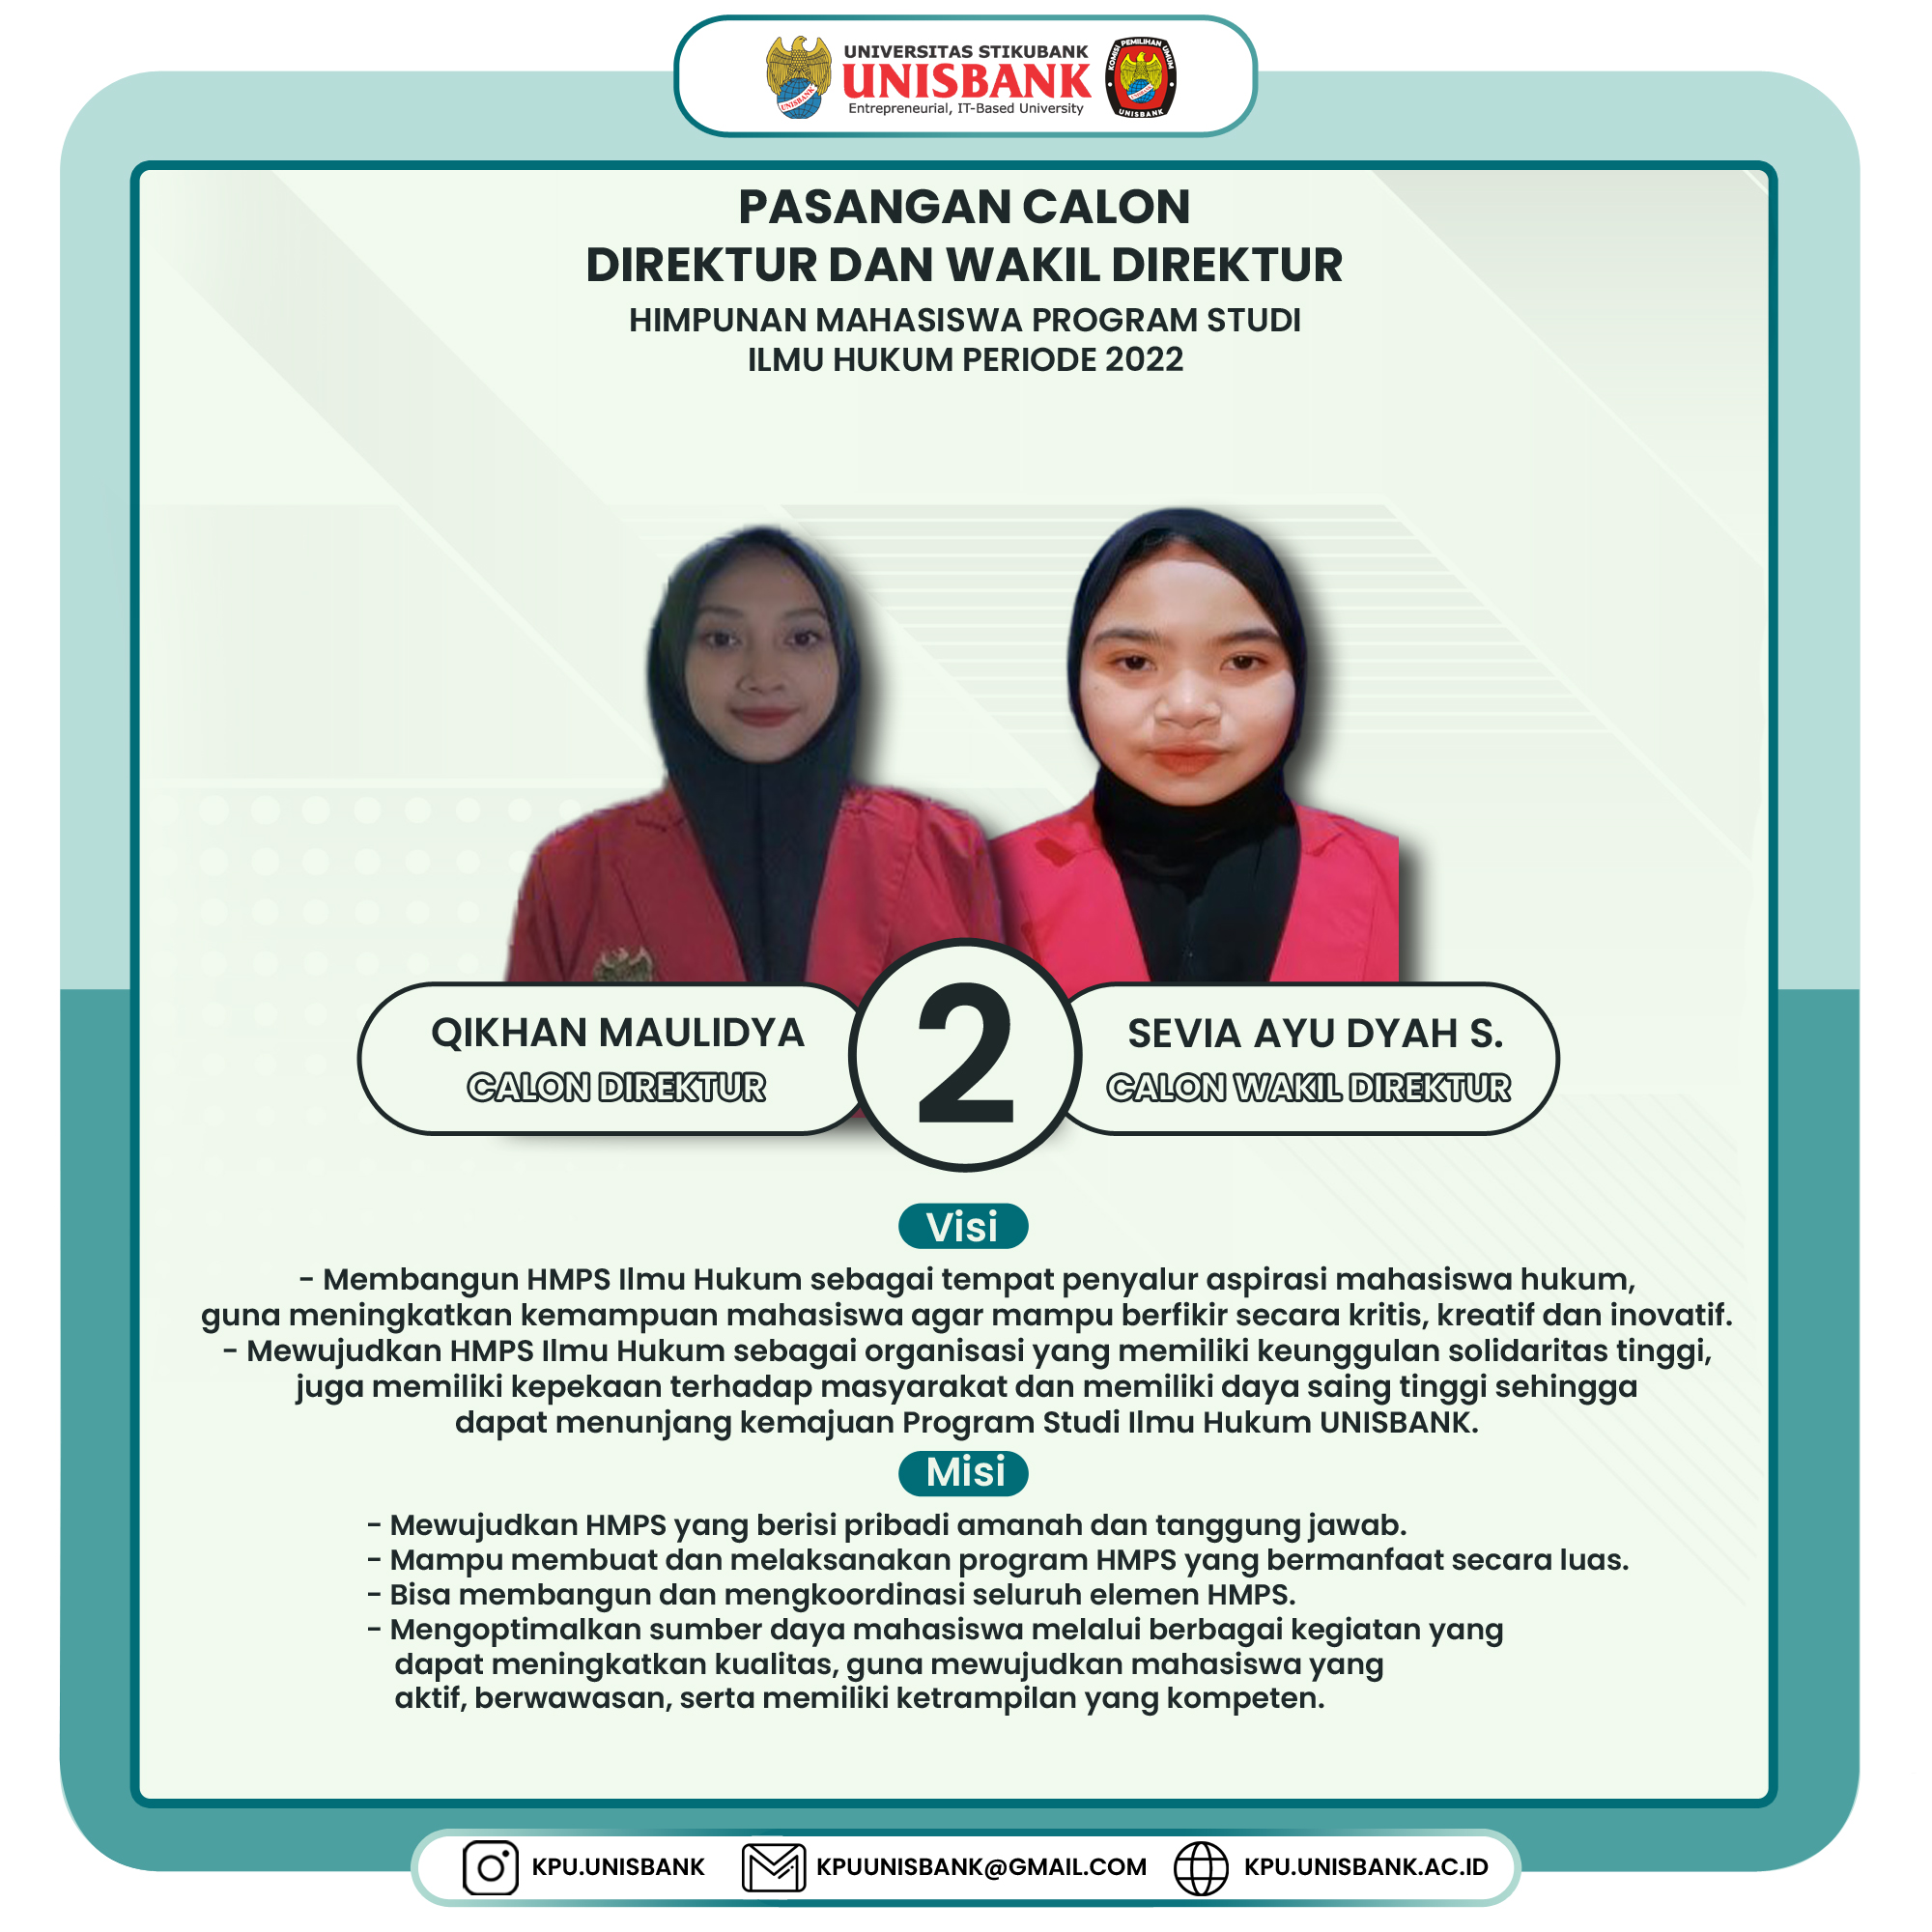 UNIVERSITAS STIKUBANK
UNISBANK
Entrepreneurial, IT-Based University
UNISBANK
KOMISI PEMILIHAN UMUM
UNISBANK
PASANGAN CALON
DIREKTUR DAN WAKIL DIREKTUR
HIMPUNAN MAHASISWA PROGRAM STUDI
ILMU HUKUM PERIODE 2022
QIKHAN MAULIDYA
CALON DIREKTUR
2
SEVIA AYU DYAH S.
CALON WAKIL DIREKTUR
Visi
- Membangun HMPS Ilmu Hukum sebagai tempat penyalur aspirasi mahasiswa hukum,
guna meningkatkan kemampuan mahasiswa agar mampu berfikir secara kritis, kreatif dan inovatif.
- Mewujudkan HMPS Ilmu Hukum sebagai organisasi yang memiliki keunggulan solidaritas tinggi,
juga memiliki kepekaan terhadap masyarakat dan memiliki daya saing tinggi sehingga
dapat menunjang kemajuan Program Studi Ilmu Hukum UNISBANK.
Misi
- Mewujudkan HMPS yang berisi pribadi amanah dan tanggung jawab.
- Mampu membuat dan melaksanakan program HMPS yang bermanfaat secara luas.
- Bisa membangun dan mengkoordinasi seluruh elemen HMPS.
- Mengoptimalkan sumber daya mahasiswa melalui berbagai kegiatan yang
dapat meningkatkan kualitas, guna mewujudkan mahasiswa yang
aktif, berwawasan, serta memiliki ketrampilan yang kompeten.
KPU.UNISBANK
KPUUNISBANK@GMAIL.COM
KPU.UNISBANK.AC.ID